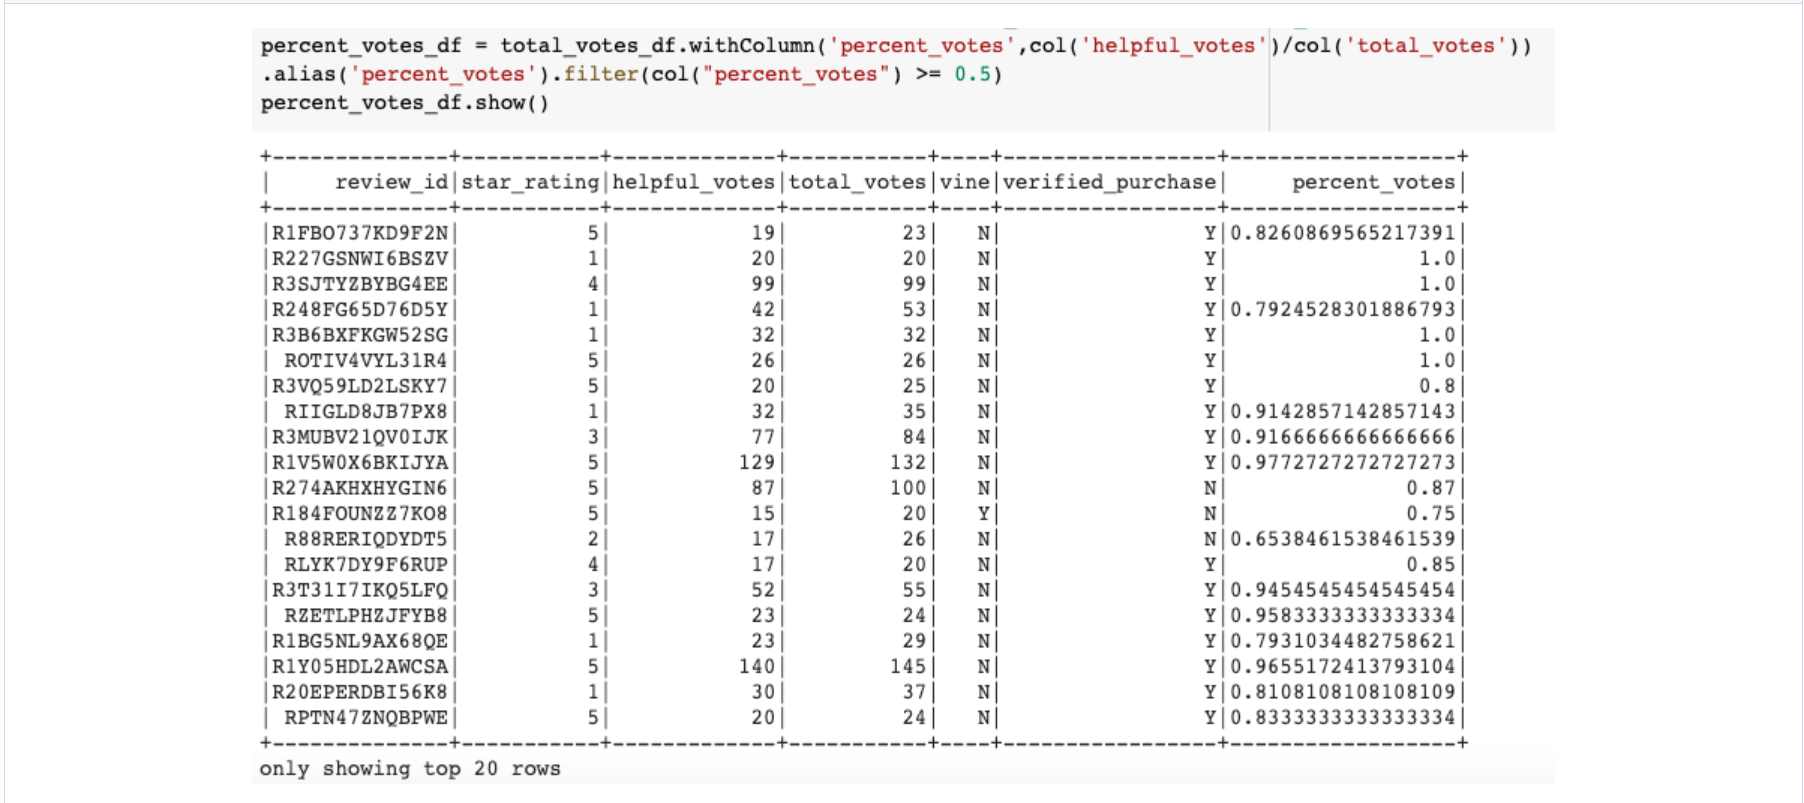 percent_votes_df = total_votes_df.withColumn('percent_votes',col('helpful_votes')/col('total_votes'))
.alias('percent_votes').filter(col("percent_votes") >= 0.5)
percent_votes_df.show()
+--------------+-----------+-------------+-----------+----+-----------------+------------------+
|     review_id|star_rating|helpful_votes|total_votes|vine|verified_purchase|     percent_votes|
+--------------+-----------+-------------+-----------+----+-----------------+------------------+
|R1FBO737KD9F2N|          5|           19|         23|   N|                Y|0.8260869565217391|
|R227GSNWI6BSZV|          1|           20|         20|   N|                Y|               1.0|
|R3SJTYZBYBG4EE|          4|           99|         99|   N|                Y|               1.0|
|R248FG65D76D5Y|          1|           42|         53|   N|                Y|0.7924528301886793|
|R3B6BXFKGW52SG|          1|           32|         32|   N|                Y|               1.0|
| ROTIV4VYL31R4|          5|           26|         26|   N|                Y|               1.0|
|R3VQ59LD2LSKY7|          5|           20|         25|   N|                Y|               0.8|
| RIIGLD8JB7PX8|          1|           32|         35|   N|                Y|0.9142857142857143|
|R3MUBV21QV0IJK|          3|           77|         84|   N|                Y|0.9166666666666666|
|R1V5W0X6BKIJYA|          5|          129|        132|   N|                Y|0.9772727272727273|
|R274AKHXHYGIN6|          5|           87|        100|   N|                N|              0.87|
|R184FOUNZZ7KO8|          5|           15|         20|   Y|                N|              0.75|
| R88RERIQDYDT5|          2|           17|         26|   N|                N|0.6538461538461539|
| RLYK7DY9F6RUP|          4|           17|         20|   N|                Y|              0.85|
|R3T31I7IKQ5LFQ|          3|           52|         55|   N|                Y|0.9454545454545454|
| RZETLPHZJFYB8|          5|           23|         24|   N|                Y|0.9583333333333334|
|R1BG5NL9AX68QE|          1|           23|         29|   N|                Y|0.7931034482758621|
|R1Y05HDL2AWCSA|          5|          140|        145|   N|                Y|0.9655172413793104|
|R20EPERDBI56K8|          1|           30|         37|   N|                Y|0.8108108108108109|
| RPTN47ZNQBPWE|          5|           20|         24|   N|                Y|0.8333333333333334|
+--------------+-----------+-------------+-----------+----+-----------------+------------------+
only showing top 20 rows